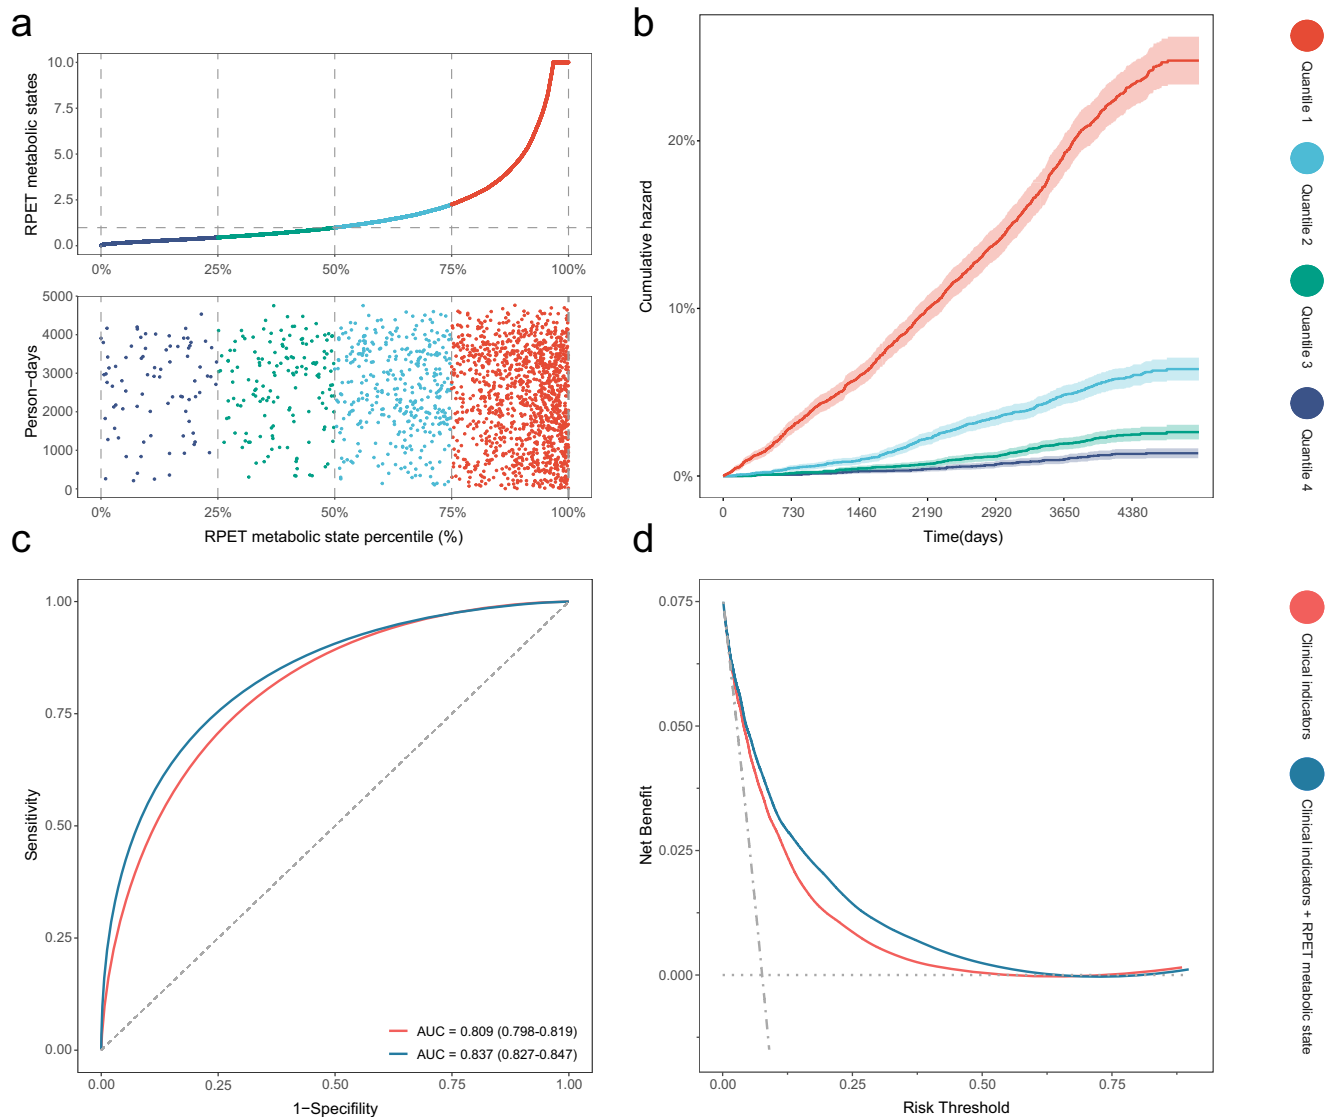 a
RPET metabolic states
10.0
7.5
5.0
2.5
0.0
0%
25%
50%
75%
100%
Person−days
5000
4000
3000
2000
1000
0
0%
25%
50%
75%
100%
RPET metabolic state percentile (%)
b
Cumulative hazard
20%
10%
0%
0
730
1460
2190
2920
3650
4380
Time(days)
Quantile 1
Quantile 2
Quantile 3
Quantile 4
c
Sensitivity
1.00
0.75
0.50
0.25
0.00
AUC = 0.809 (0.798-0.819)
AUC = 0.837 (0.827-0.847)
0.00
0.25
0.50
0.75
1.00
1−Specifility
d
Net Benefit
0.075
0.050
0.025
0.000
0.00
0.25
0.50
0.75
Risk Threshold
Clinical indicators
Clinical indicators + RPET metabolic state